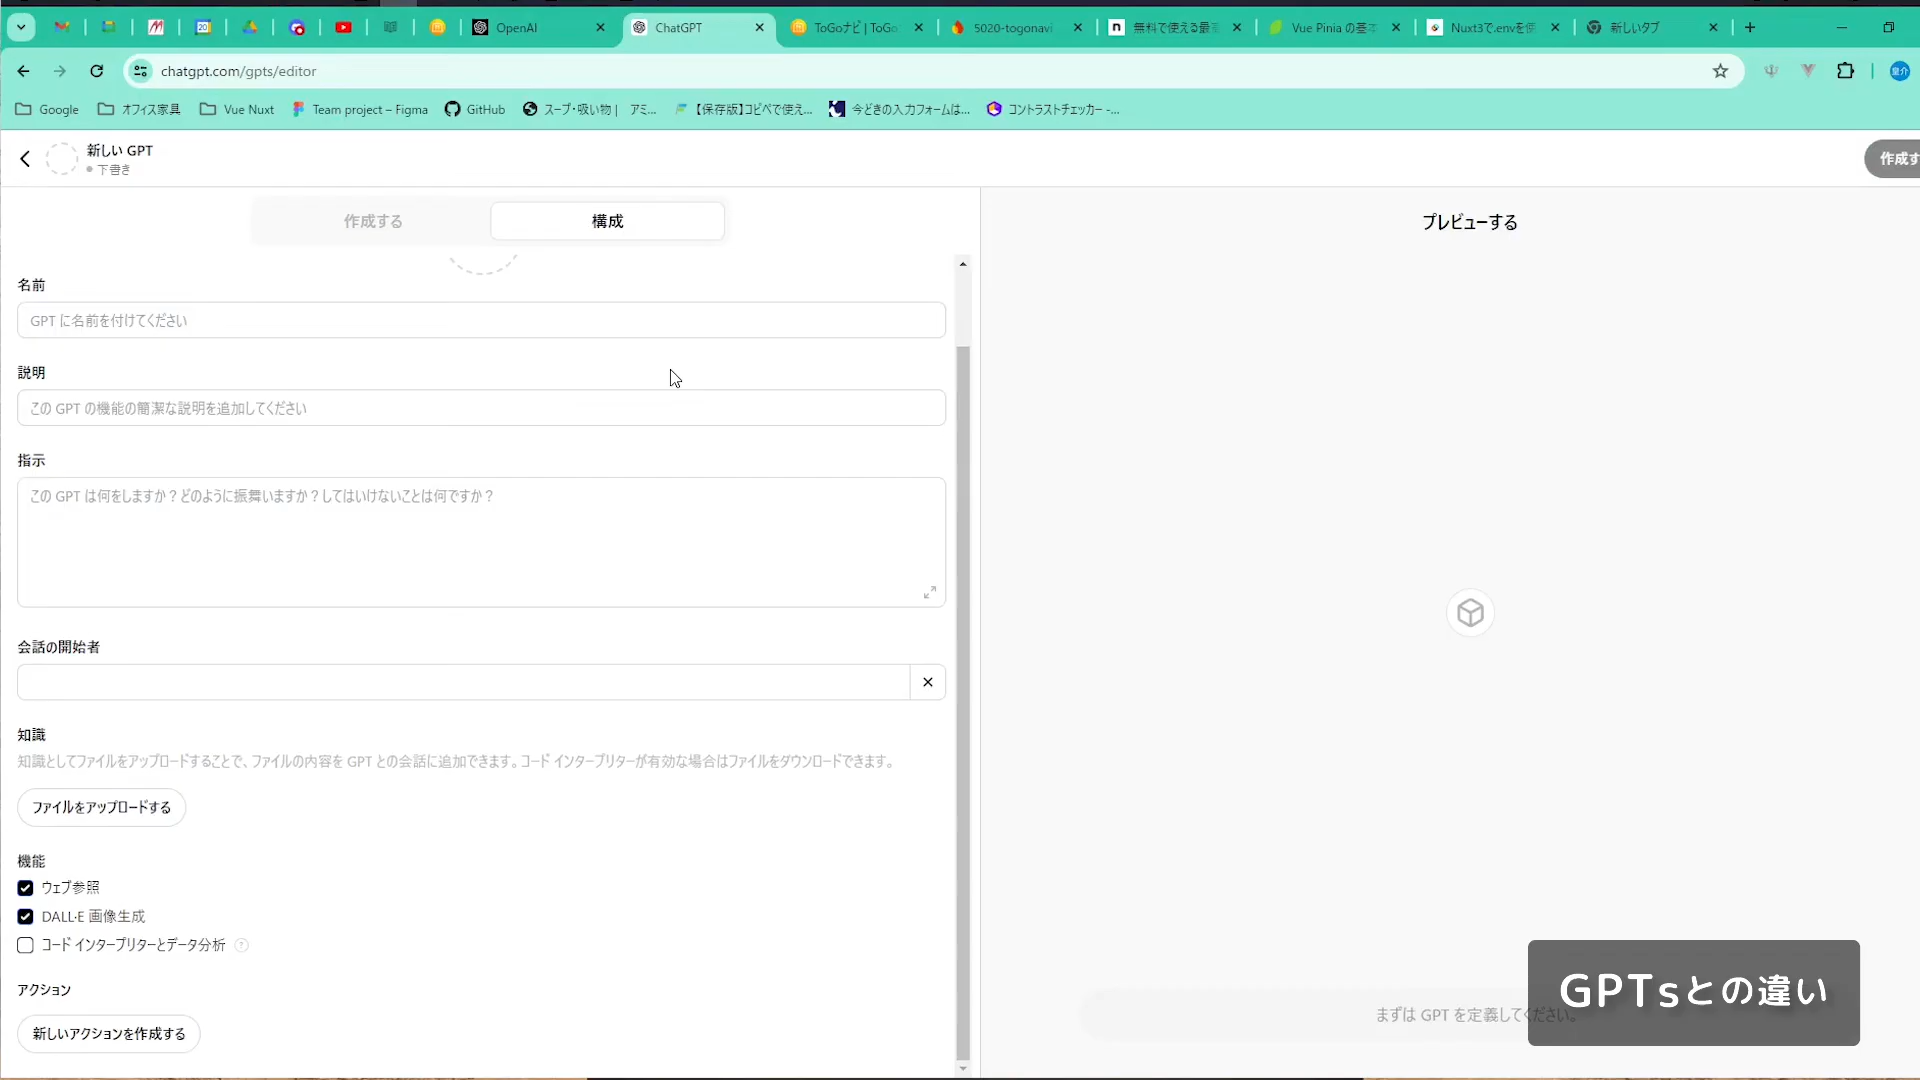 OpenAI
ChatGPT
ToGoナビ | ToGo
5020-togonavi
無料で使える最
Vue Pinia の基本
Nuxt3で.envを使
新しいタブ
chatgpt.com/gpts/editor
Google
オフィス家具
Vue Nuxt
Team project – Figma
GitHub
スープ・吸い物 | アミ...
【保存版】コピペで使え...
今どきの入力フォームは...
コントラストチェッカー -...
新しい GPT
下書き
作成す
作成する
構成
プレビューする
名前
GPT に名前を付けてください
説明
この GPT の機能の簡潔な説明を追加してください
指示
この GPT は何をしますか？どのように振舞いますか？してはいけないことは何ですか？
会話の開始者
知識
知識としてファイルをアップロードすることで、ファイルの内容を GPT との会話に追加できます。コード インタープリターが有効な場合はファイルをダウンロードできます。
ファイルをアップロードする
機能
ウェブ参照
DALL·E 画像生成
コード インタープリターとデータ分析
アクション
新しいアクションを作成する
まずは GPT を定義してください。
GPTsとの違い